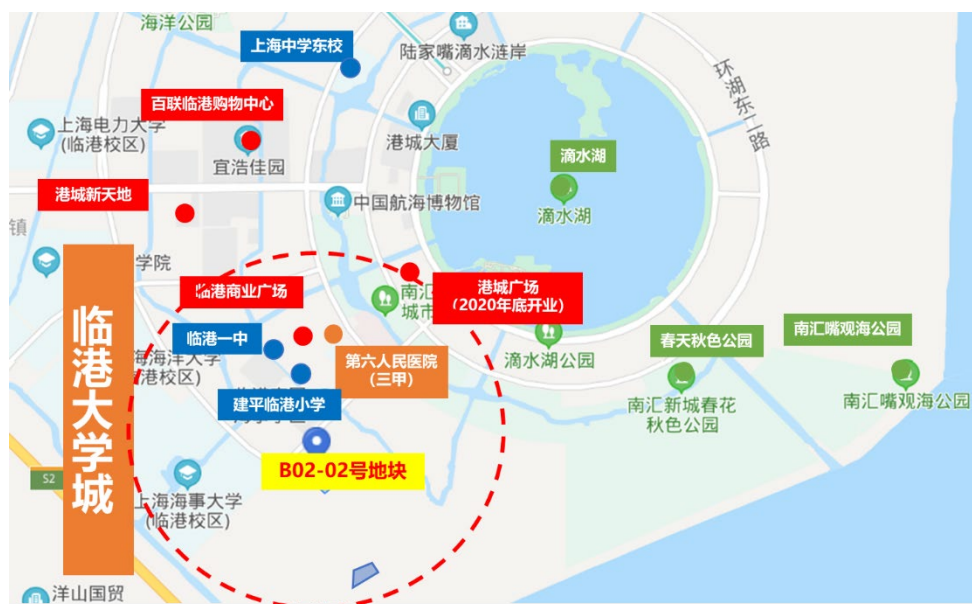 海洋公园
上海中学东校
陆家嘴滴水涟岸
环湖东二路
百联临港购物中心
上海电力大学
(临港校区)
宜浩佳园
港城大厦
滴水湖
滴水湖
港城新天地
中国航海博物馆
镇
学院
临港商业广场
港城广场
(2020年底开业)
南汇
城市
临港大学城
临港一中
第六人民医院
(三甲)
滴水湖公园
春天秋色公园
南汇嘴观海公园
海海洋大学
港校区)
建平临港小学
南汇新城春花
秋色公园
南汇嘴观海公园
B02-02号地块
S2
上海海事大学
(临港校区)
洋山国贸